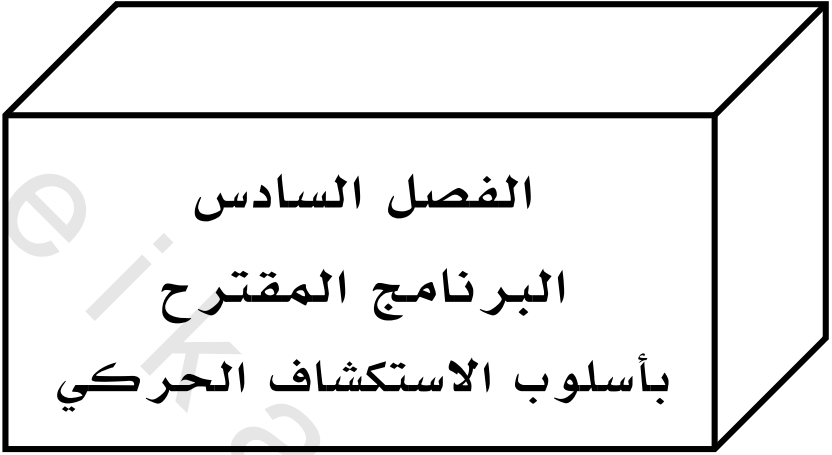 الفصل السادس
البرنامج المقترح
بأسلوب الاستكشاف الحركي
e i k a